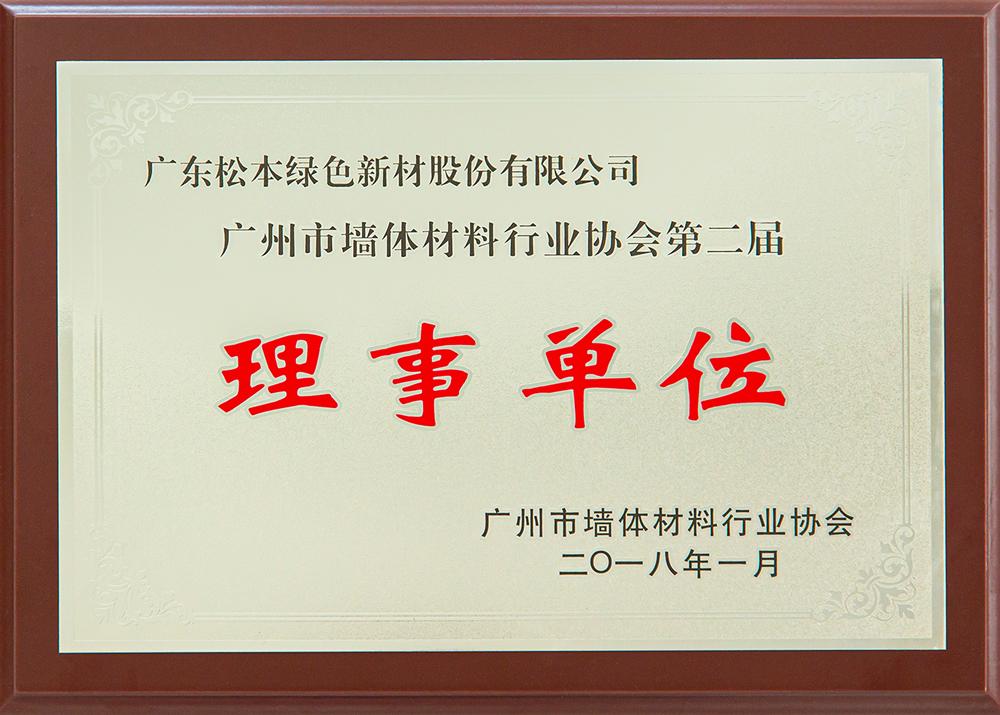 广东松本绿色新材股份有限公司
广州市墙体材料行业协会第二届
理事单位
广州市墙体材料行业协会
二〇一八年一月